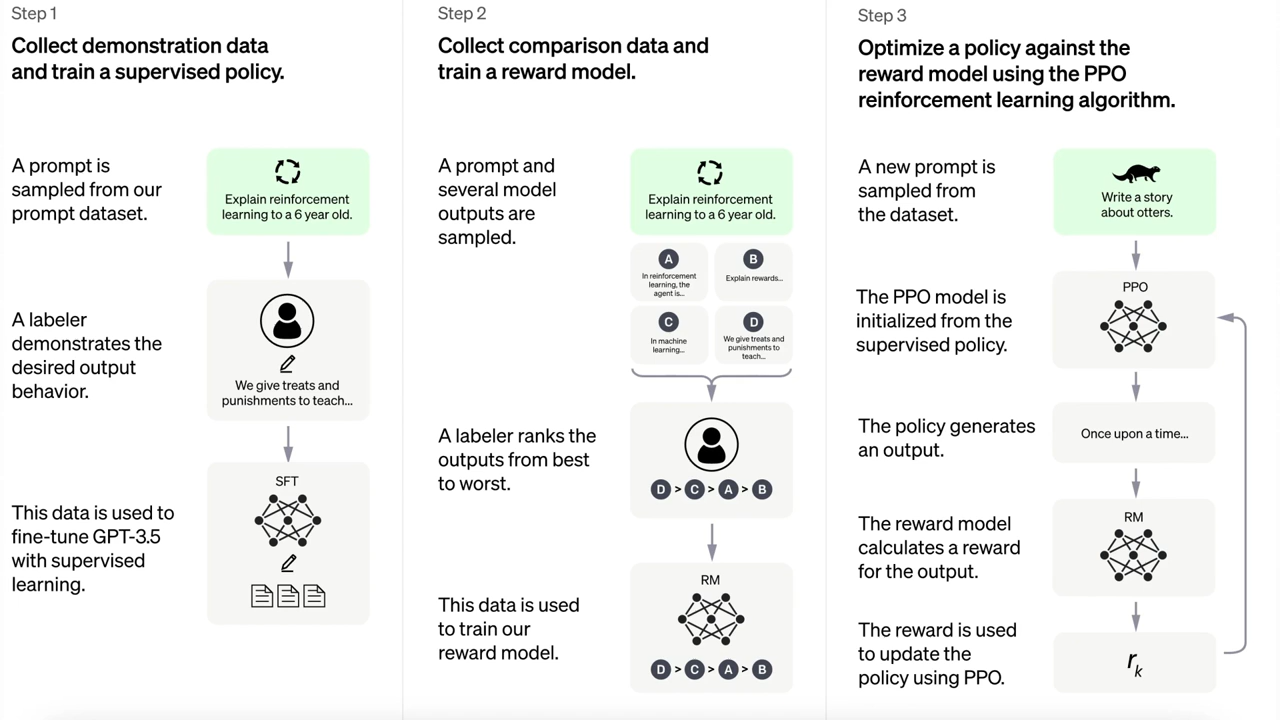 Step 1
Collect demonstration data
and train a supervised policy.
A prompt is
sampled from our
prompt dataset.
Explain reinforcement
learning to a 6 year old.
A labeler
demonstrates the
desired output
behavior.
We give treats and
punishments to teach...
This data is used to
fine-tune GPT-3.5
with supervised
learning.
SFT
Step 2
Collect comparison data and
train a reward model.
A prompt and
several model
outputs are
sampled.
Explain reinforcement
learning to a 6 year old.
A
In reinforcement
learning, the
agent is...
B
Explain rewards...
C
In machine
learning...
D
We give treats and
punishments to
teach...
A labeler ranks the
outputs from best
to worst.
D > C > A > B
This data is used
to train our
reward model.
RM
D > C > A > B
Step 3
Optimize a policy against the
reward model using the PPO
reinforcement learning algorithm.
A new prompt is
sampled from
the dataset.
Write a story
about otters.
The PPO model is
initialized from the
supervised policy.
PPO
The policy generates
an output.
Once upon a time...
The reward model
calculates a reward
for the output.
RM
The reward is used
to update the
policy using PPO.
rk